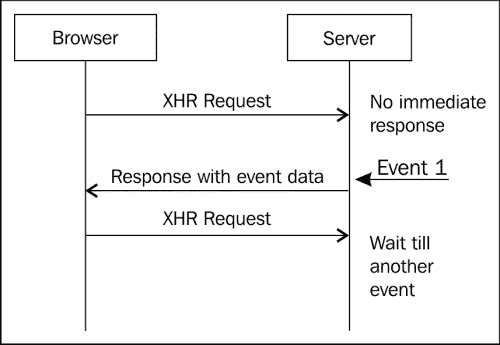 Browser
Server
XHR Request
No immediate
response
Event 1
Response with event data
XHR Request
Wait till
another
event